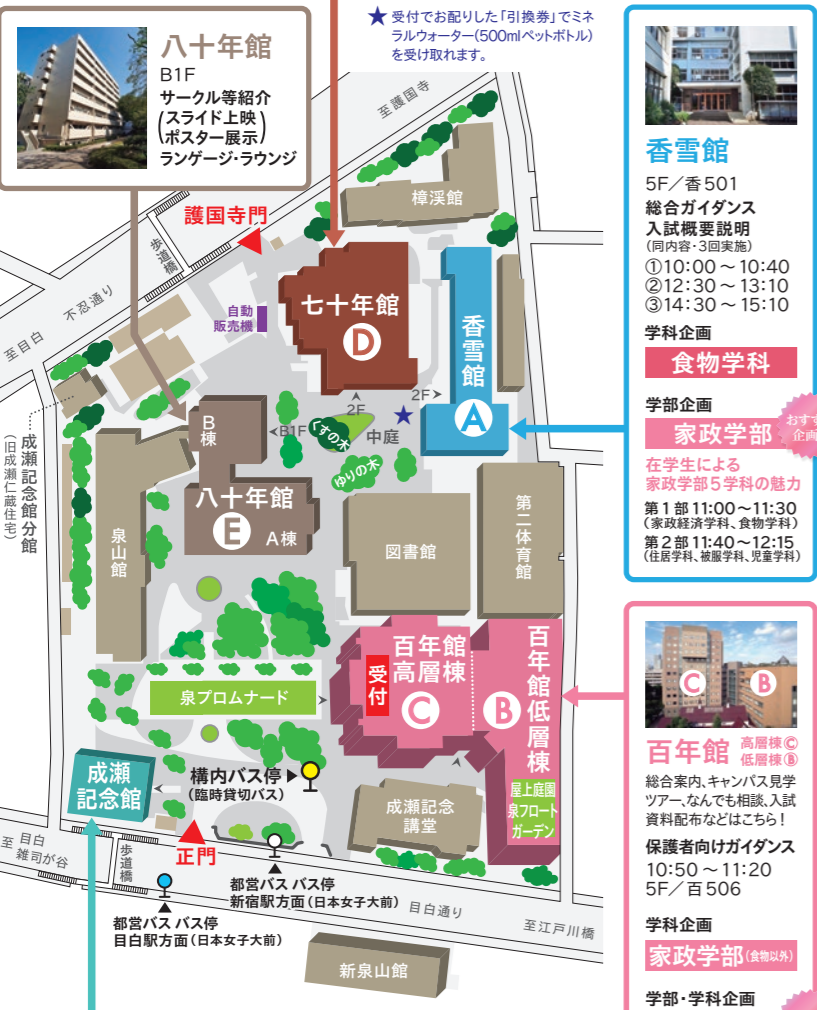 ★ 受付でお配りした「引換券」でミネ
ラルウォーター(500mlペットボトル)
を受け取れます。
八十年館
B1F
サークル等紹介
(スライド上映
ポスター展示)
ランゲージ・ラウンジ
香雪館
5F／香501
総合ガイダンス
入試概要説明
(同内容・3回実施)
①10:00～10:40
②12:30～13:10
③14:30～15:10
学科企画
食物学科
学部企画
家政学部
おすす
企画
在学生による
家政学部5学科の魅力
第1部 11:00～11:30
(家政経済学科、食物学科)
第2部 11:40～12:15
(住居学科、被服学科、児童学科)
C
B
百年館
高層棟C
低層棟B
総合案内、キャンパス見学
ツアー、なんでも相談、入試
資料配布などはこちら！
保護者向けガイダンス
10:50～11:20
5F／百506
学科企画
家政学部(食物以外)
学部・学科企画
至護国寺
樟渓館
護国寺門
歩道橋
不忍通り
至目白
自動
販売機
七十年館
D
香雪館
A
2F
2F
★
B1F
くすの木
中庭
ゆりの木
B棟
八十年館
E
A棟
成瀬記念館分館
(旧成瀬仁蔵住宅)
泉山館
図書館
第二体育館
百年館
高層棟
C
受付
B
百年館低層棟
泉プロムナード
構内バス停▶
(臨時貸切バス)
成瀬
記念館
成瀬記念
講堂
屋上庭園
泉フロート
ガーデン
正門
至 目白
雑司が谷
歩道橋
都営バス バス停
新宿駅方面(日本女子大前)
都営バス バス停
目白駅方面(日本女子大前)
目白通り
至江戸川橋
新泉山館